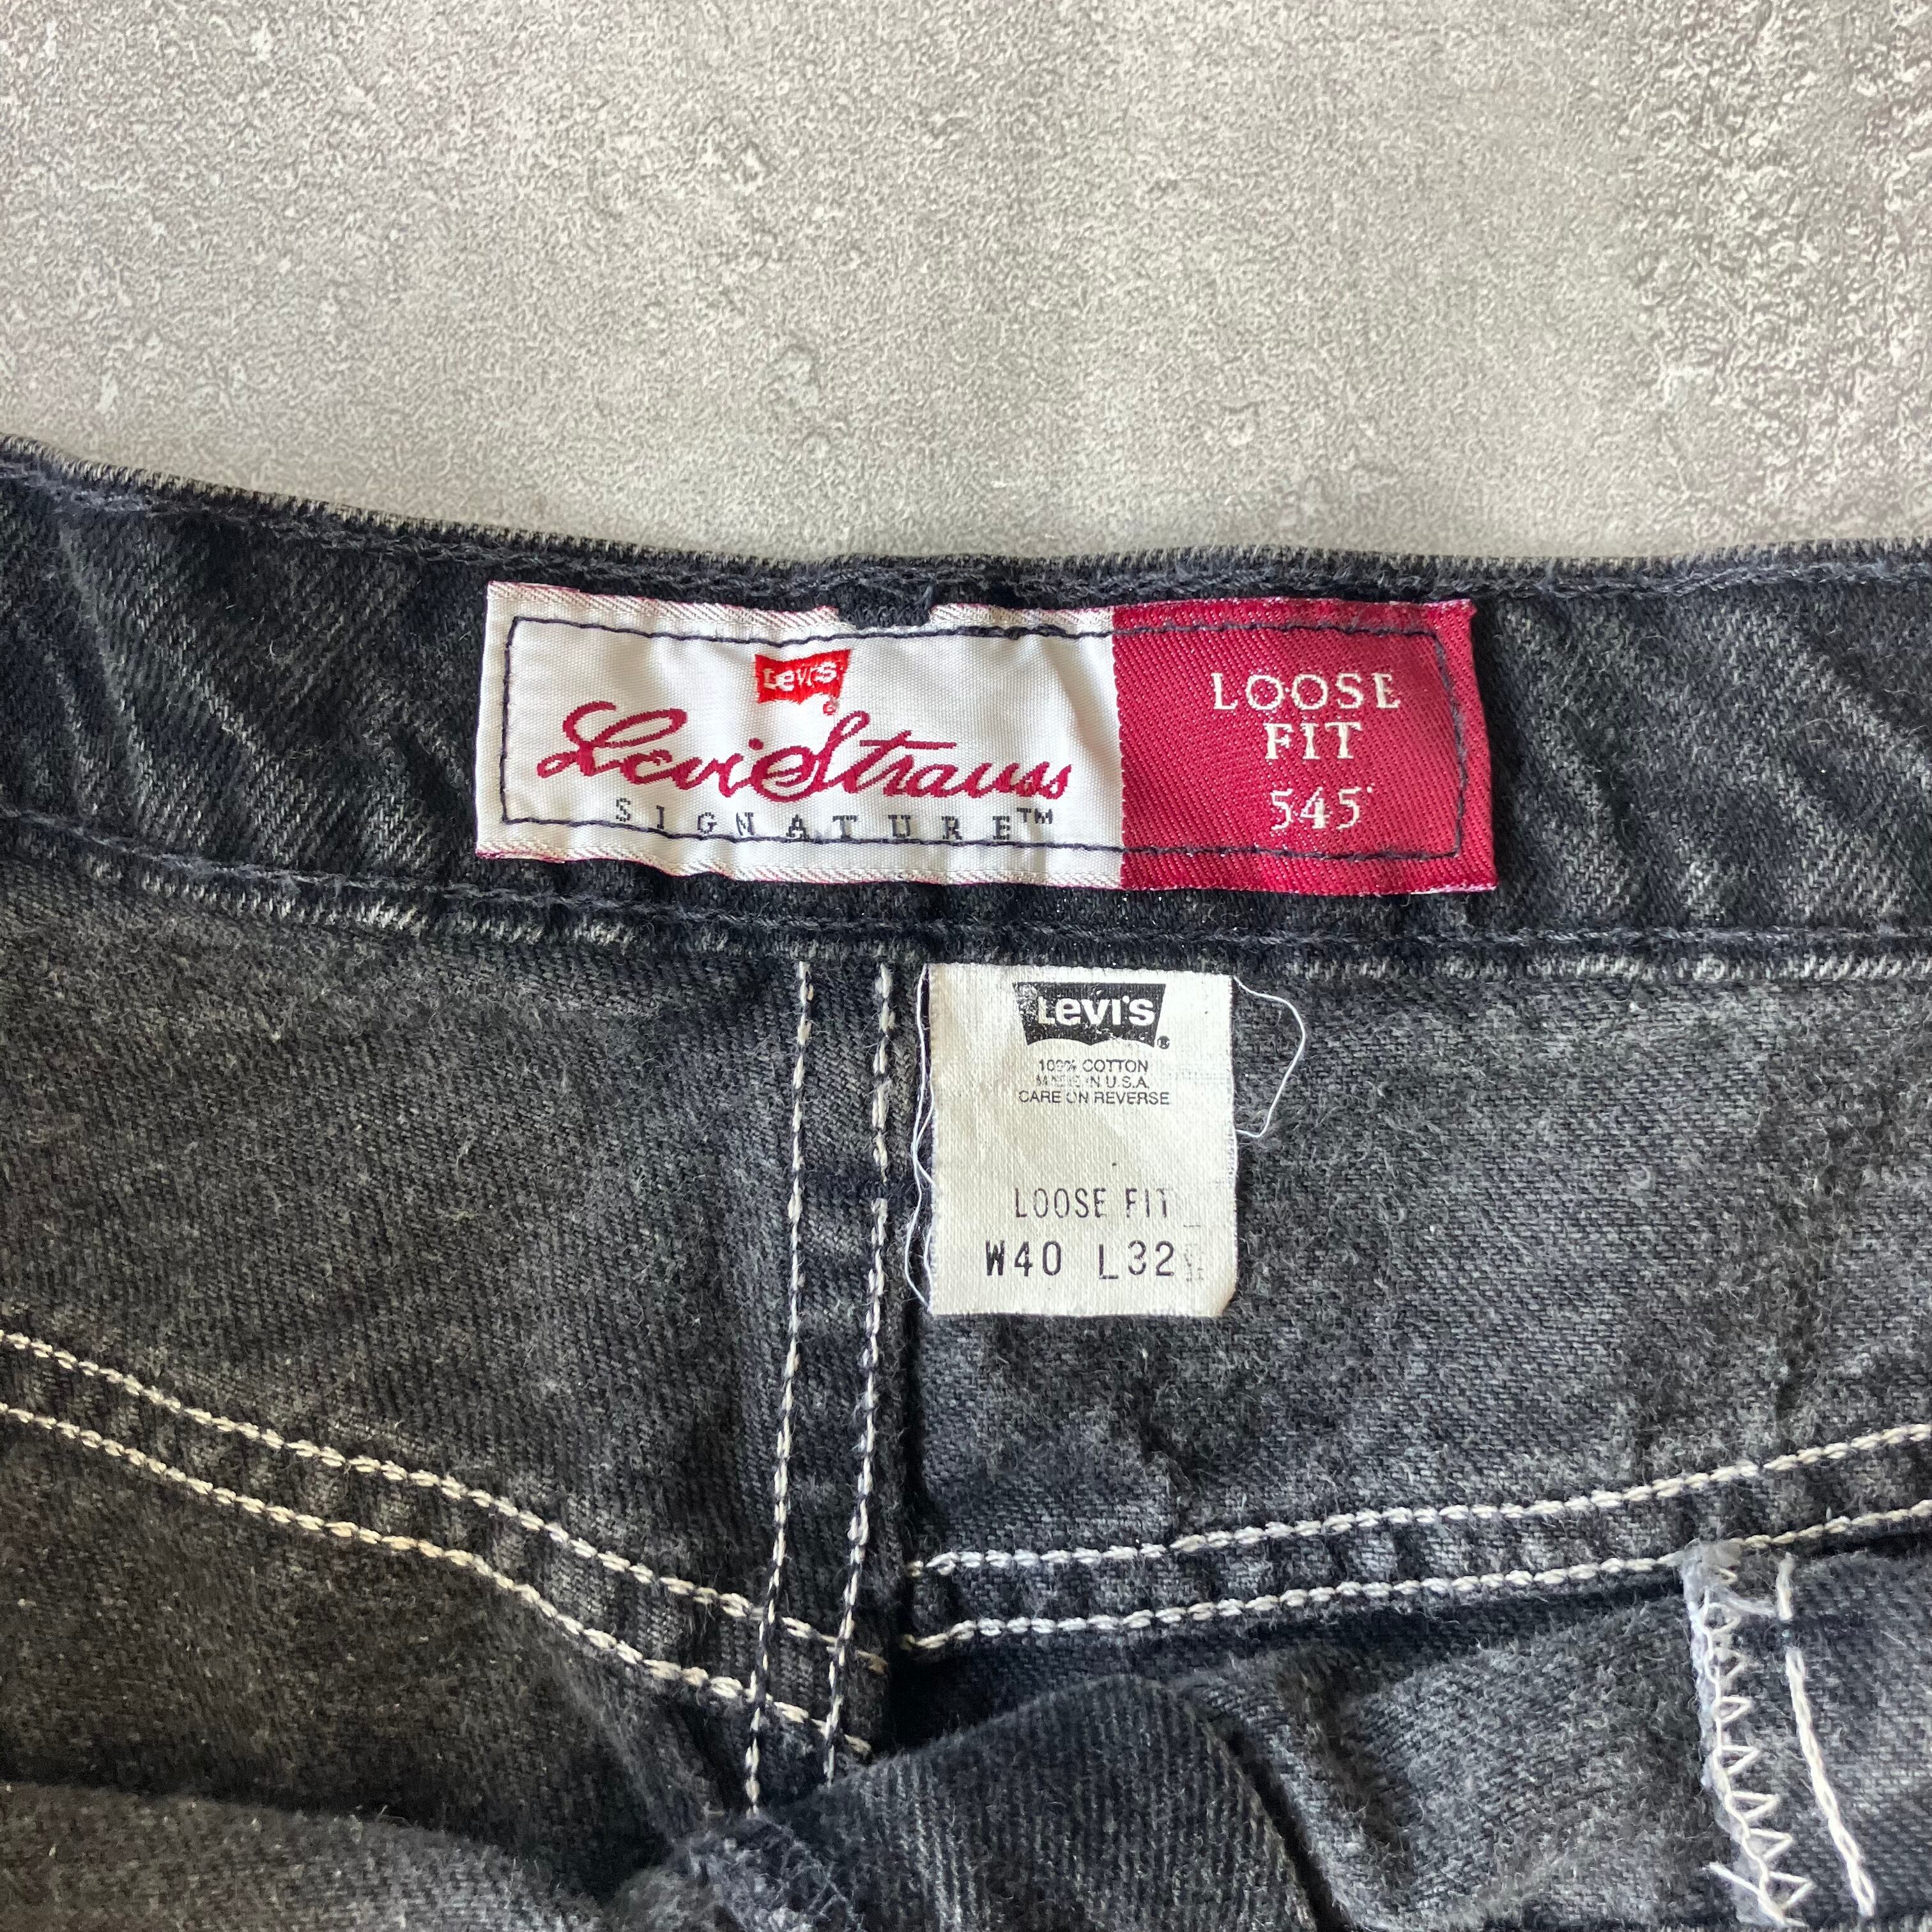 Levi's
Levi Strauss
SIGNATURE™
LOOSE
FIT
545
Levi's®
100% COTTON
MADE IN U.S.A.
CARE ON REVERSE
LOOSE FIT
W40 L32